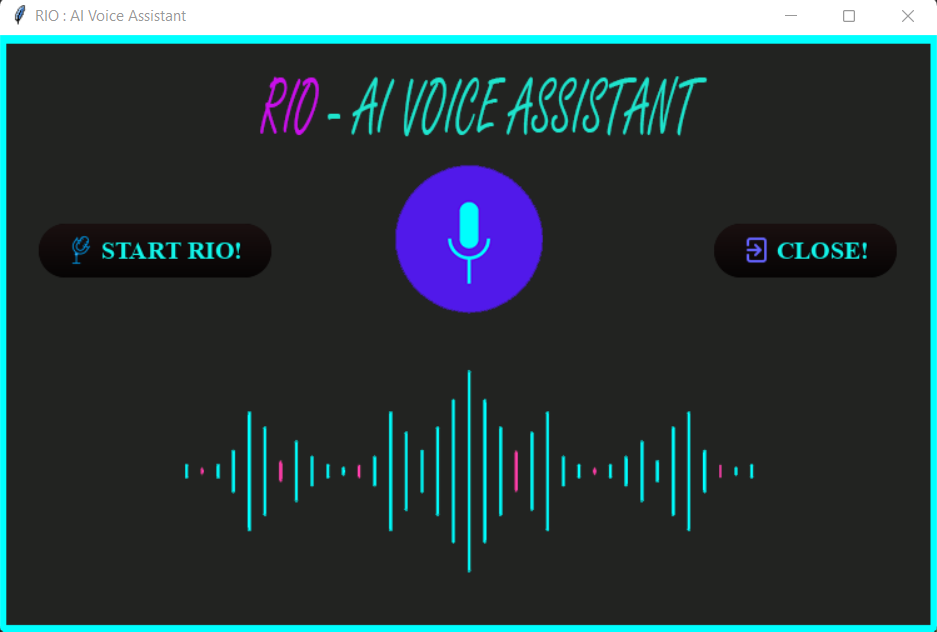 RIO : AI Voice Assistant
RIO - AI VOICE ASSISTANT
START RIO!
CLOSE!